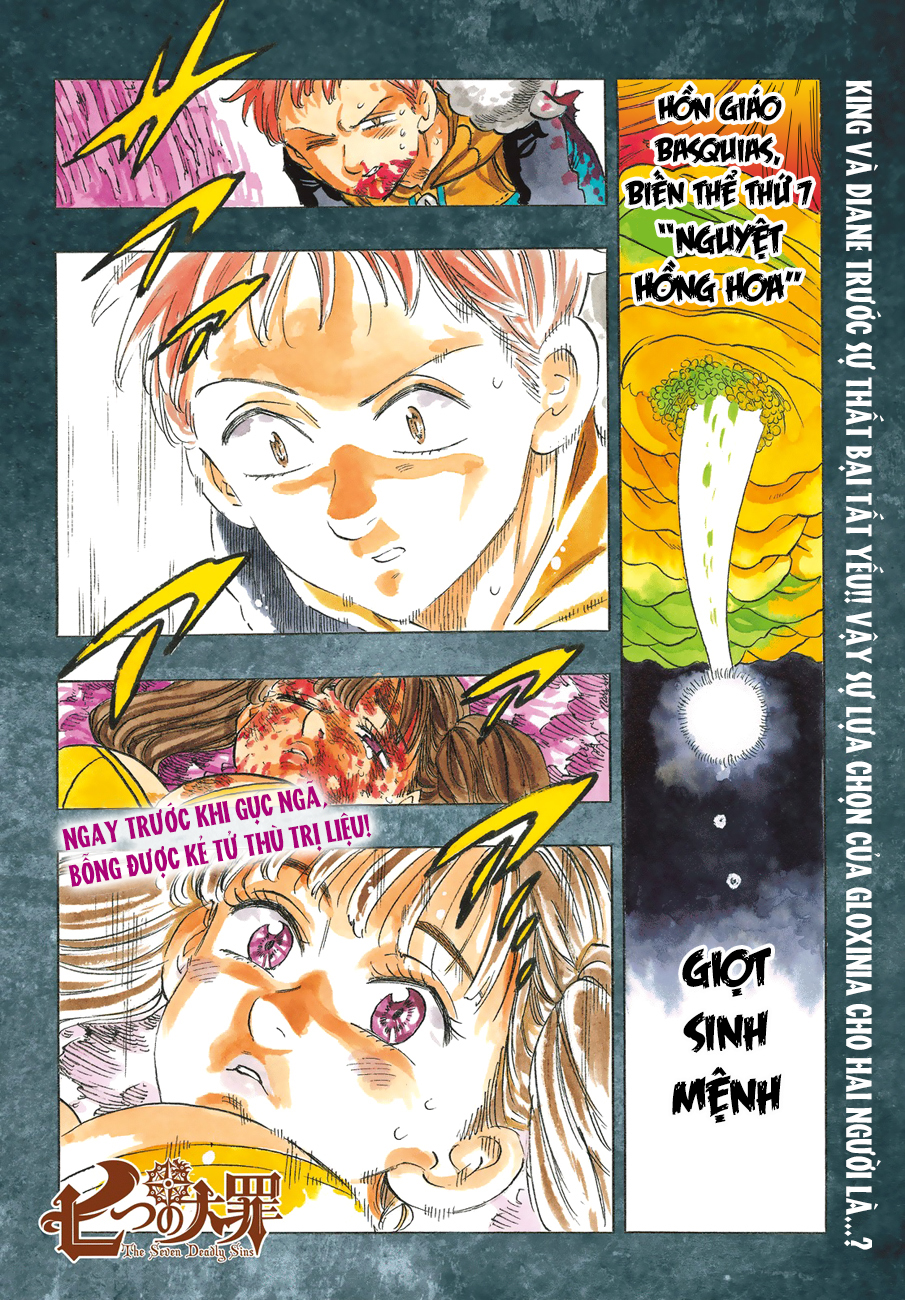 KING VÀ DIANE TRƯỚC SỰ THẤT BẠI TẤT YẾU!! VẬY SỰ LỰA CHỌN CỦA GLOXINIA CHO HAI NGƯỜI LÀ...?
HỒN GIÁO
BASQUIAS,
BIẾN THỂ THỨ 7
"NGUYỆT
HỒNG HOA"
GIỌT
SINH
MỆNH
NGAY TRƯỚC KHI GỤC NGA,
BỖNG ĐƯỢC KẺ TỬ THÙ TRỊ LIỆU!
七つの大罪
The Seven Deadly Sins